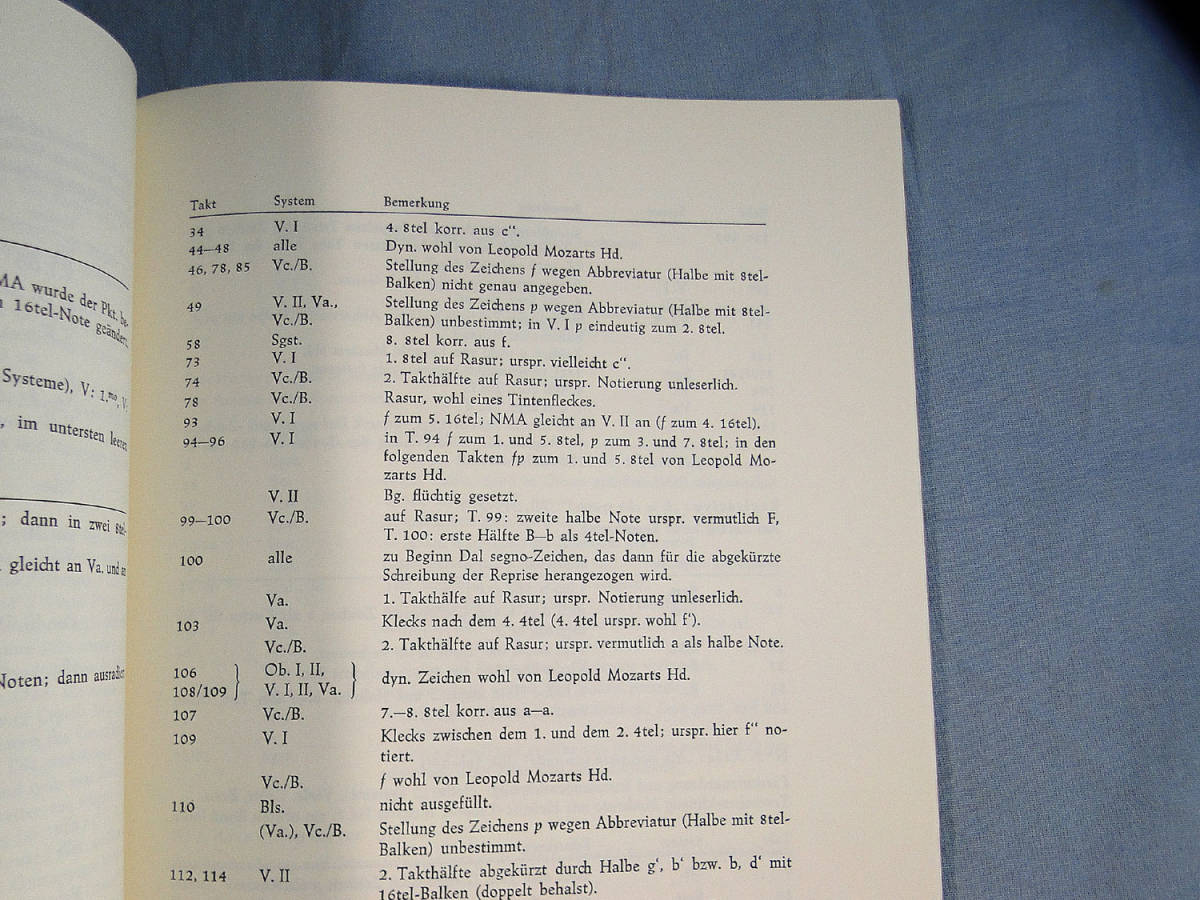 MA wurde der Pkt. be-
16tel-Note geändert.
Systeme), V: 1.mo, V:
, im untersten leeren
; dann in zwei 8tel-
gleicht an Va. und an
Noten; dann ausradiert
Takt System Bemerkung
34 V. I 4. 8tel korr. aus c“.
44—48 alle Dyn. wohl von Leopold Mozarts Hd.
46, 78, 85 Vc./B. Stellung des Zeichens f wegen Abbreviatur (Halbe mit 8tel-
Balken) nicht genau angegeben.
49 V. II, Va., Stellung des Zeichens p wegen Abbreviatur (Halbe mit 8tel-
Vc./B. Balken) unbestimmt; in V. I p eindeutig zum 2. 8tel.
58 Sgst. 8. 8tel korr. aus f.
73 V. I 1. 8tel auf Rasur; urspr. vielleicht c“.
74 Vc./B. 2. Takthälfte auf Rasur; urspr. Notierung unleserlich.
78 Vc./B. Rasur, wohl eines Tintenfleckes.
93 V. I f zum 5. 16tel; NMA gleicht an V. II an (f zum 4. 16tel).
94—96 V. I in T. 94 f zum 1. und 5. 8tel, p zum 3. und 7. 8tel; in den
folgenden Takten fp zum 1. und 5. 8tel von Leopold Mo-
zarts Hd.
V. II Bg. flüchtig gesetzt.
99—100 Vc./B. auf Rasur; T. 99: zweite halbe Note urspr. vermutlich F,
T. 100: erste Hälfte B—b als 4tel-Noten.
100 alle zu Beginn Dal segno-Zeichen, das dann für die abgekürzte
Schreibung der Reprise herangezogen wird.
Va. 1. Takthälfte auf Rasur; urspr. Notierung unleserlich.
103 Va. Klecks nach dem 4. 4tel (4. 4tel urspr. wohl f‘).
Vc./B. 2. Takthälfte auf Rasur; urspr. vermutlich a als halbe Note.
106 Ob. I, II,
108/109 V. I, II, Va. dyn. Zeichen wohl von Leopold Mozarts Hd.
107 Vc./B. 7.—8. 8tel korr. aus a—a.
109 V. I Klecks zwischen dem 1. und dem 2. 4tel; urspr. hier f“ no-
tiert.
Vc./B. f wohl von Leopold Mozarts Hd.
110 Bls. nicht ausgefüllt.
(Va.), Vc./B. Stellung des Zeichens p wegen Abbreviatur (Halbe mit 8tel-
Balken) unbestimmt.
112, 114 V. II 2. Takthälfte abgekürzt durch Halbe g‘, b‘ bzw. b, d‘ mit
16tel-Balken (doppelt behalst).